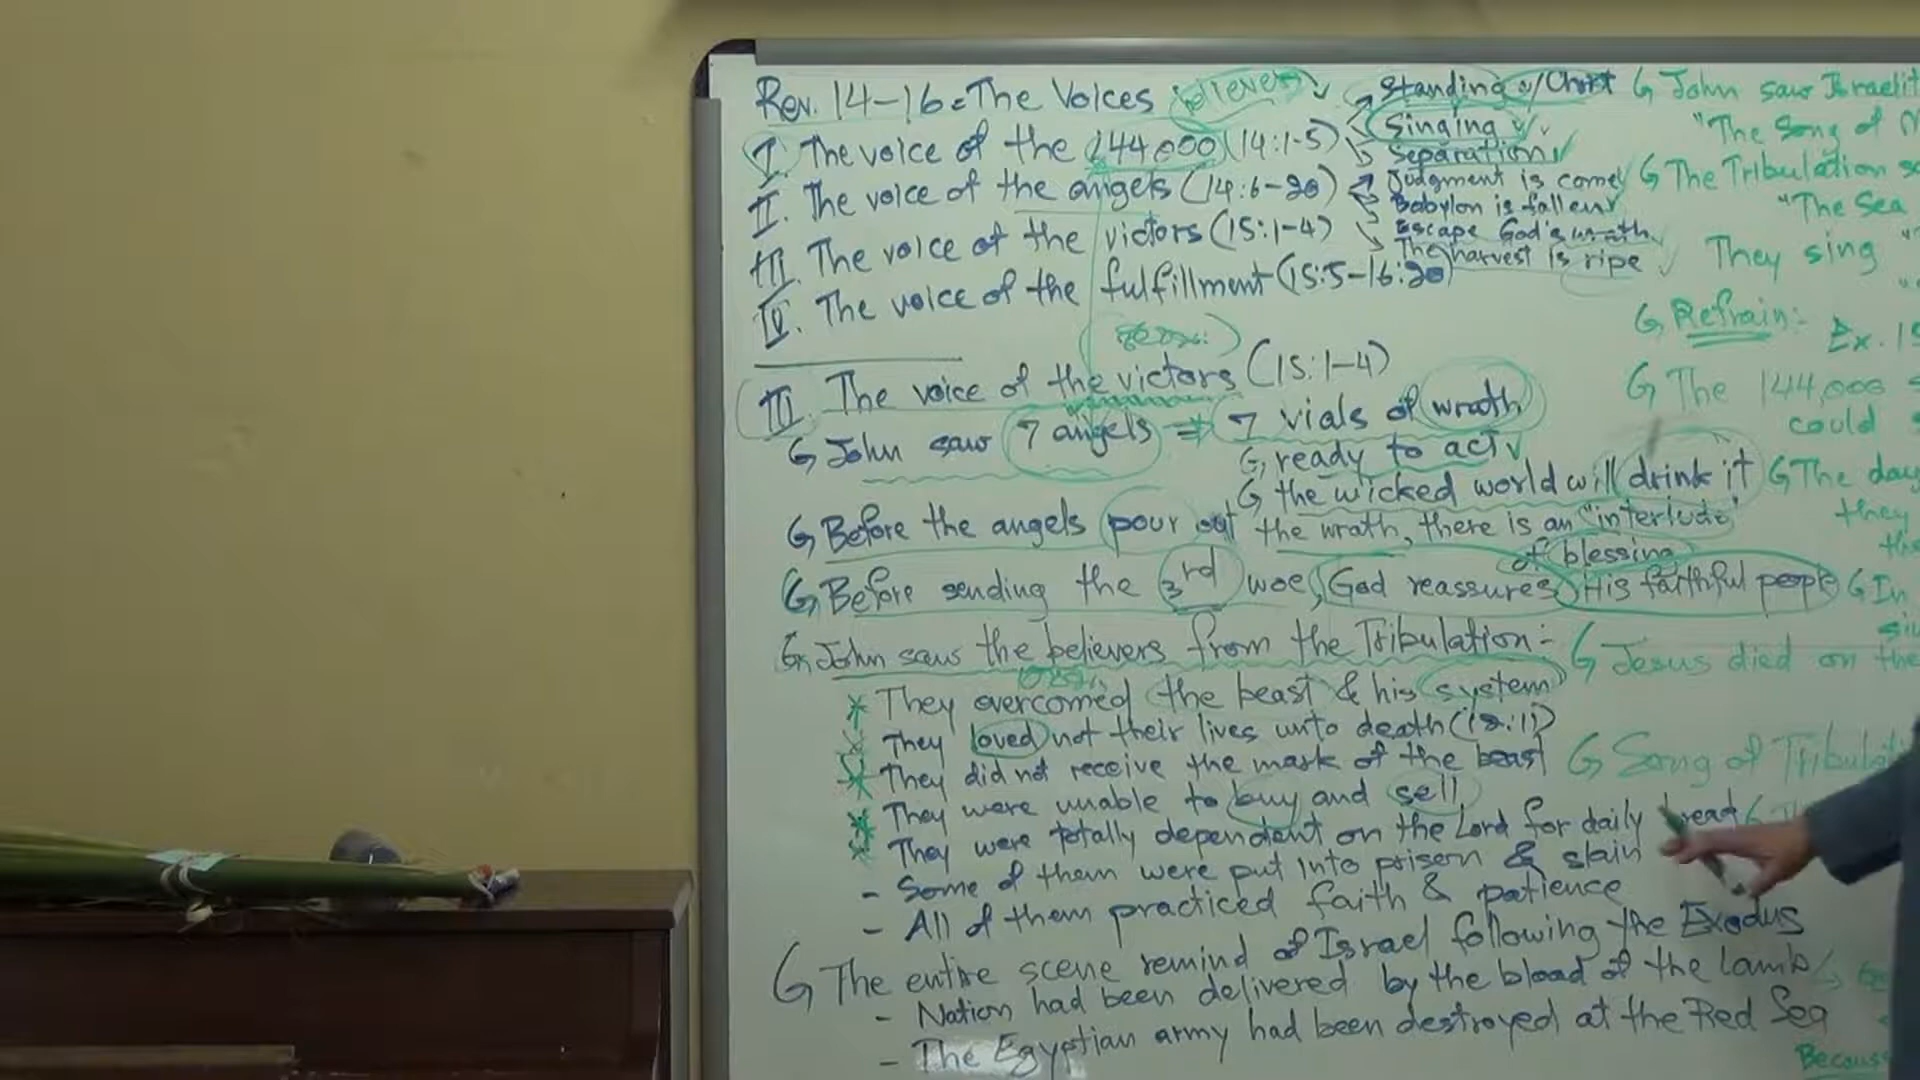 Rev. 14-16 = The Voices believers
I. The voice of the 144,000 (14:1-5)
Standing w/Christ
Singing
Separation
II. The voice of the angels (14:6-20)
Judgment is come
Babylon is fallen
Escape God's wrath
The harvest is ripe
III. The voice of the victors (15:1-4)
IV. The voice of the fulfillment (15:5-16:20)
III. The voice of the victors (15:1-4)
John saw 7 angels ⇒ 7 vials of wrath
ready to act
the wicked world will drink it
Before the angels pour out the wrath, there is an "interlude"
of blessing
Before sending the 3rd woe, God reassures His faithful people
John saw the believers from the Tribulation:-
* They overcomed the beast & his system
* They loved not their lives unto death (12:11)
* They did not receive the mark of the beast
* They were unable to buy and sell
* They were totally dependent on the Lord for daily bread
- Some of them were put into prison & slain
- All of them practiced faith & patience
The entire scene remind of Israel following the Exodus
- Nation had been delivered by the blood of the lamb
- The Egyptian army had been destroyed at the Red Sea
John saw Israelit
"The Song of M
The Tribulation sa
"The Sea
They sing "
Refrain:- Ex. 15
The 144,000 s
could s
The day
they
the
In
Jesus died on the
Song of Tribulati
Becaus